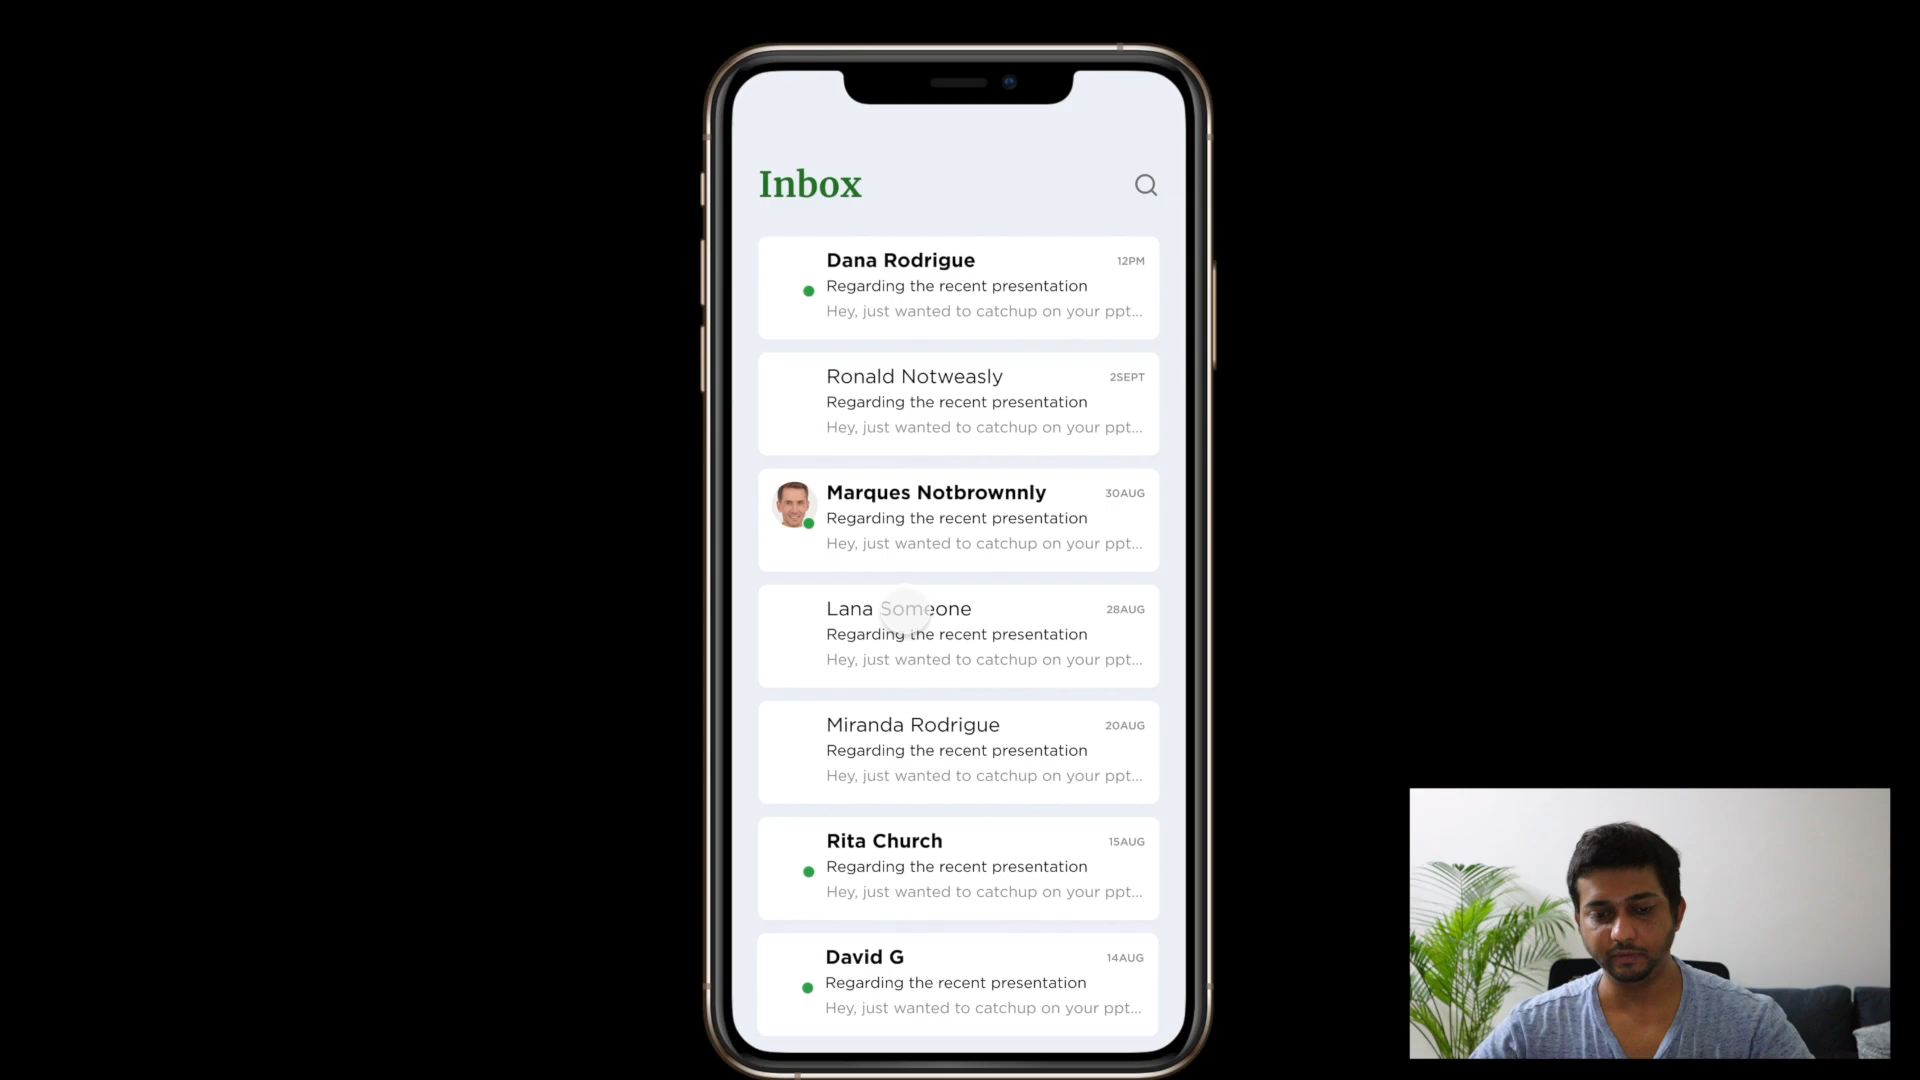 Inbox
Dana Rodrigue 12PM
Regarding the recent presentation
Hey, just wanted to catchup on your ppt...
Ronald Notweasly 2SEPT
Regarding the recent presentation
Hey, just wanted to catchup on your ppt...
Marques Notbrownnly 30AUG
Regarding the recent presentation
Hey, just wanted to catchup on your ppt...
Lana Someone 28AUG
Regarding the recent presentation
Hey, just wanted to catchup on your ppt...
Miranda Rodrigue 20AUG
Regarding the recent presentation
Hey, just wanted to catchup on your ppt...
Rita Church 15AUG
Regarding the recent presentation
Hey, just wanted to catchup on your ppt...
David G 14AUG
Regarding the recent presentation
Hey, just wanted to catchup on your ppt...